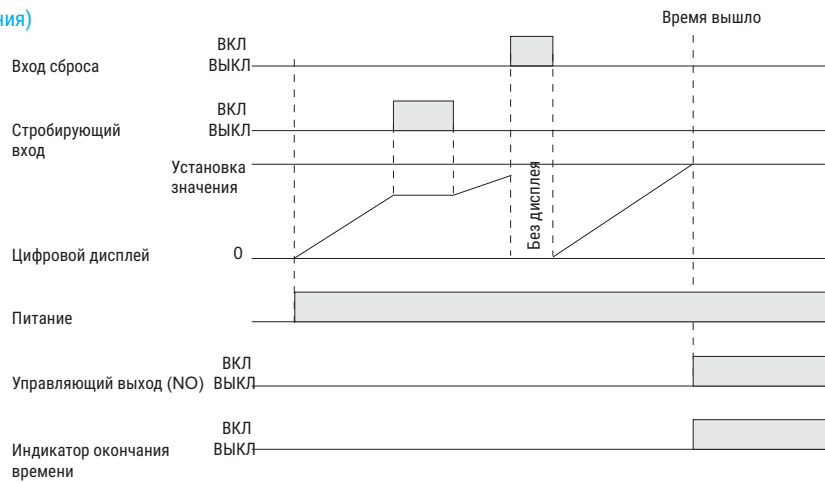 ния)
Время вышло
ВКЛ
Вход сброса
ВЫКЛ
ВКЛ
Стробирующий
вход
ВЫКЛ
Установка
значения
Без дисплея
Цифровой дисплей
0
Питание
ВКЛ
Управляющий выход (NO)
ВЫКЛ
ВКЛ
Индикатор окончания
времени
ВЫКЛ